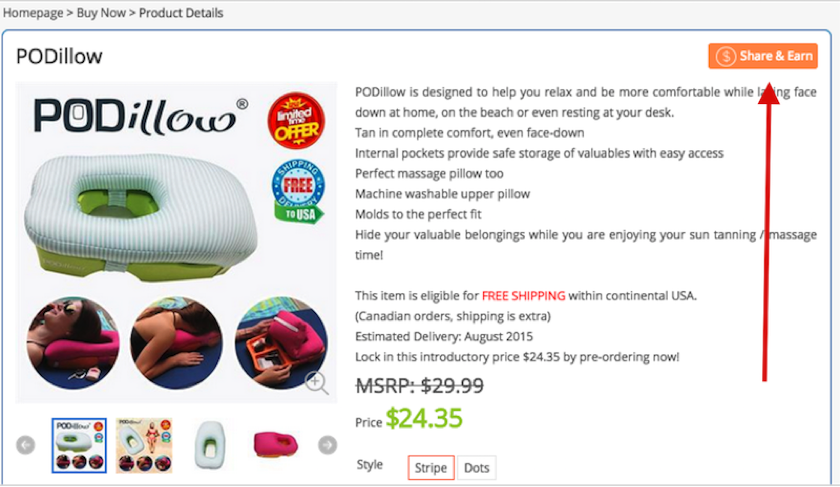 Homepage > Buy Now > Product Details
PODillow
$ Share & Earn
PODillow®
limited
time
OFFER
SHIPPING
FREE
DELIVERY
TO USA
PODillow
PODillow is designed to help you relax and be more comfortable while laying face
down at home, on the beach or even resting at your desk.
Tan in complete comfort, even face-down
Internal pockets provide safe storage of valuables with easy access
Perfect massage pillow too
Machine washable upper pillow
Molds to the perfect fit
Hide your valuable belongings while you are enjoying your sun tanning / massage
time!
This item is eligible for FREE SHIPPING within continental USA.
(Canadian orders, shipping is extra)
Estimated Delivery: August 2015
Lock in this introductory price $24.35 by pre-ordering now!
MSRP: $29.99
Price $24.35
PODillow
PODillow
Style
Stripe
Dots